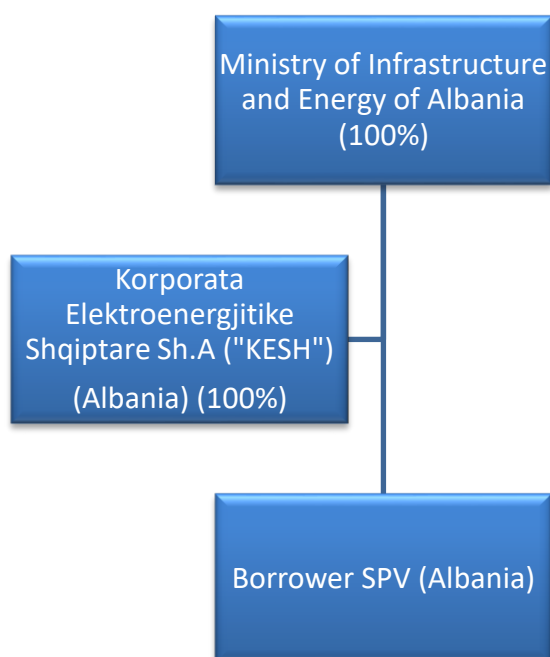 Ministry of Infrastructure
and Energy of Albania
(100%)
Korporata
Elektroenergjitike
Shqiptare Sh.A ("KESH")
(Albania) (100%)
Borrower SPV (Albania)